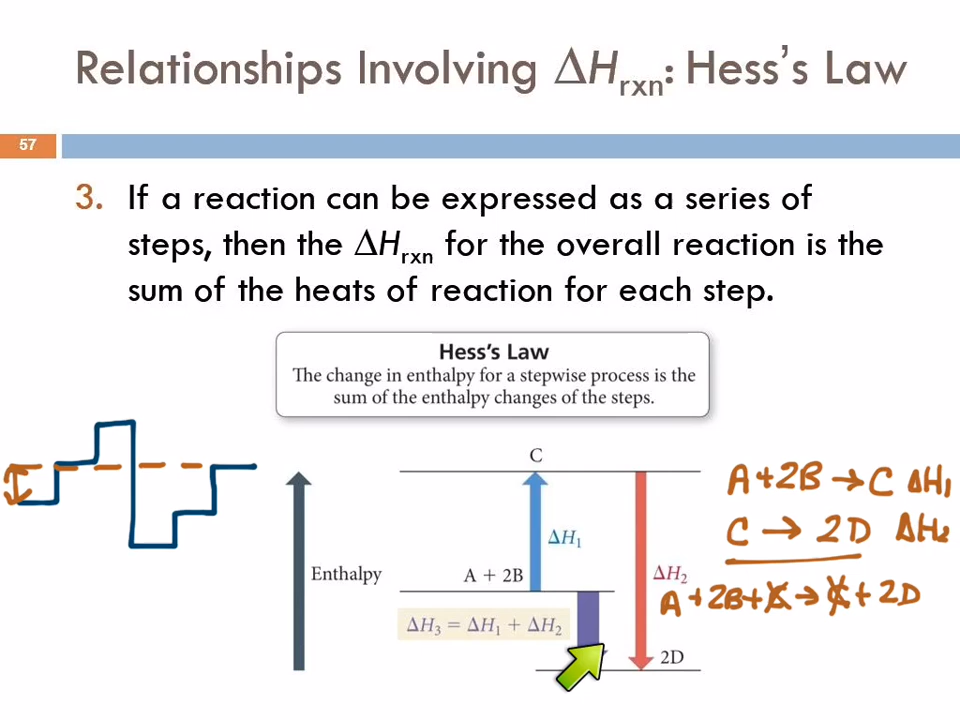 Relationships Involving ΔHrxn: Hess's Law
57
3. If a reaction can be expressed as a series of
steps, then the ΔHrxn for the overall reaction is the
sum of the heats of reaction for each step.
Hess's Law
The change in enthalpy for a stepwise process is the
sum of the enthalpy changes of the steps.
C
A + 2B → C ΔH₁
C → 2D ΔH₂
ΔH₁
Enthalpy
A + 2B
ΔH₂
A + 2B + C → C + 2D
ΔH₃ = ΔH₁ + ΔH₂
2D